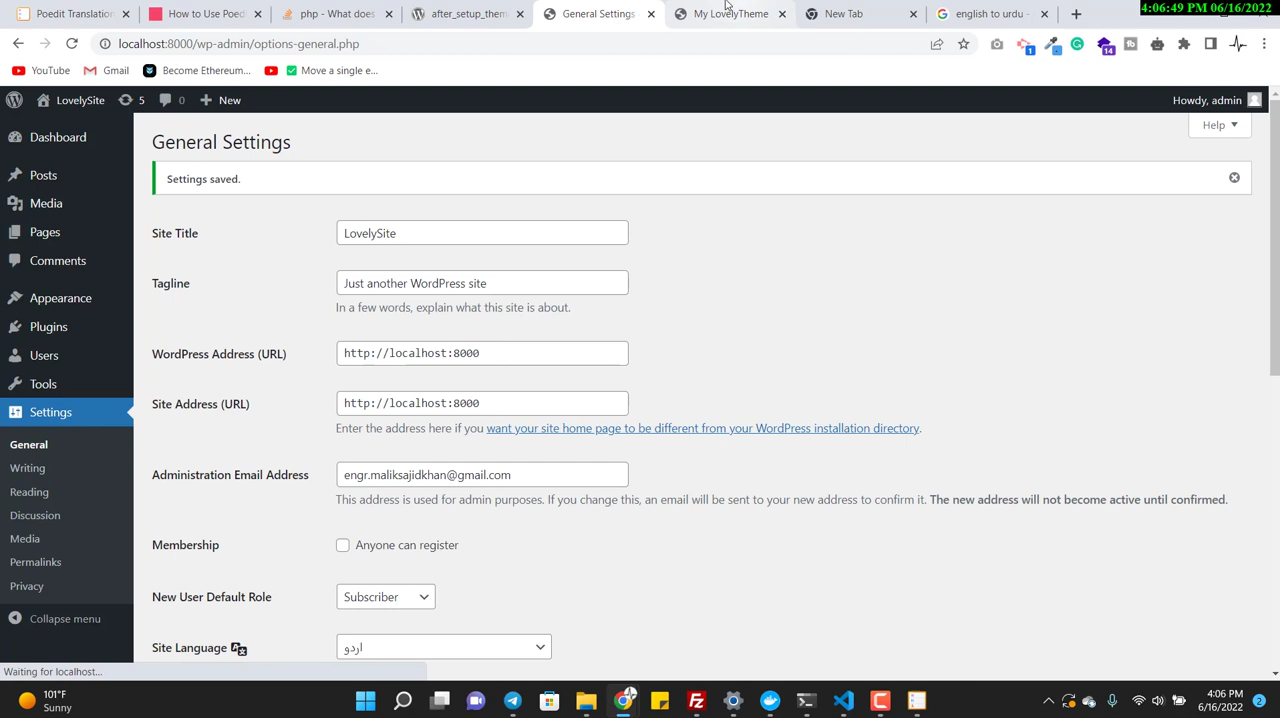 Poedit Translation
How to Use Poed
php - What does
after_setup_them
General Settings
My LovelyTheme
New Tab
english to urdu -
4:06:49 PM 06/16/2022
localhost:8000/wp-admin/options-general.php
1
14
YouTube
Gmail
Become Ethereum...
Move a single e...
LovelySite
5
0
New
Howdy, admin
Help
Dashboard
Posts
Media
Pages
Comments
Appearance
Plugins
Users
Tools
Settings
General
Writing
Reading
Discussion
Media
Permalinks
Privacy
Collapse menu
General Settings
Settings saved.
Site Title
LovelySite
Tagline
Just another WordPress site
In a few words, explain what this site is about.
WordPress Address (URL)
http://localhost:8000
Site Address (URL)
http://localhost:8000
Enter the address here if you want your site home page to be different from your WordPress installation directory.
Administration Email Address
engr.maliksajidkhan@gmail.com
This address is used for admin purposes. If you change this, an email will be sent to your new address to confirm it. The new address will not become active until confirmed.
Membership
Anyone can register
New User Default Role
Subscriber
Site Language
اردو
Waiting for localhost...
101°F
Sunny
4:06 PM
6/16/2022
2